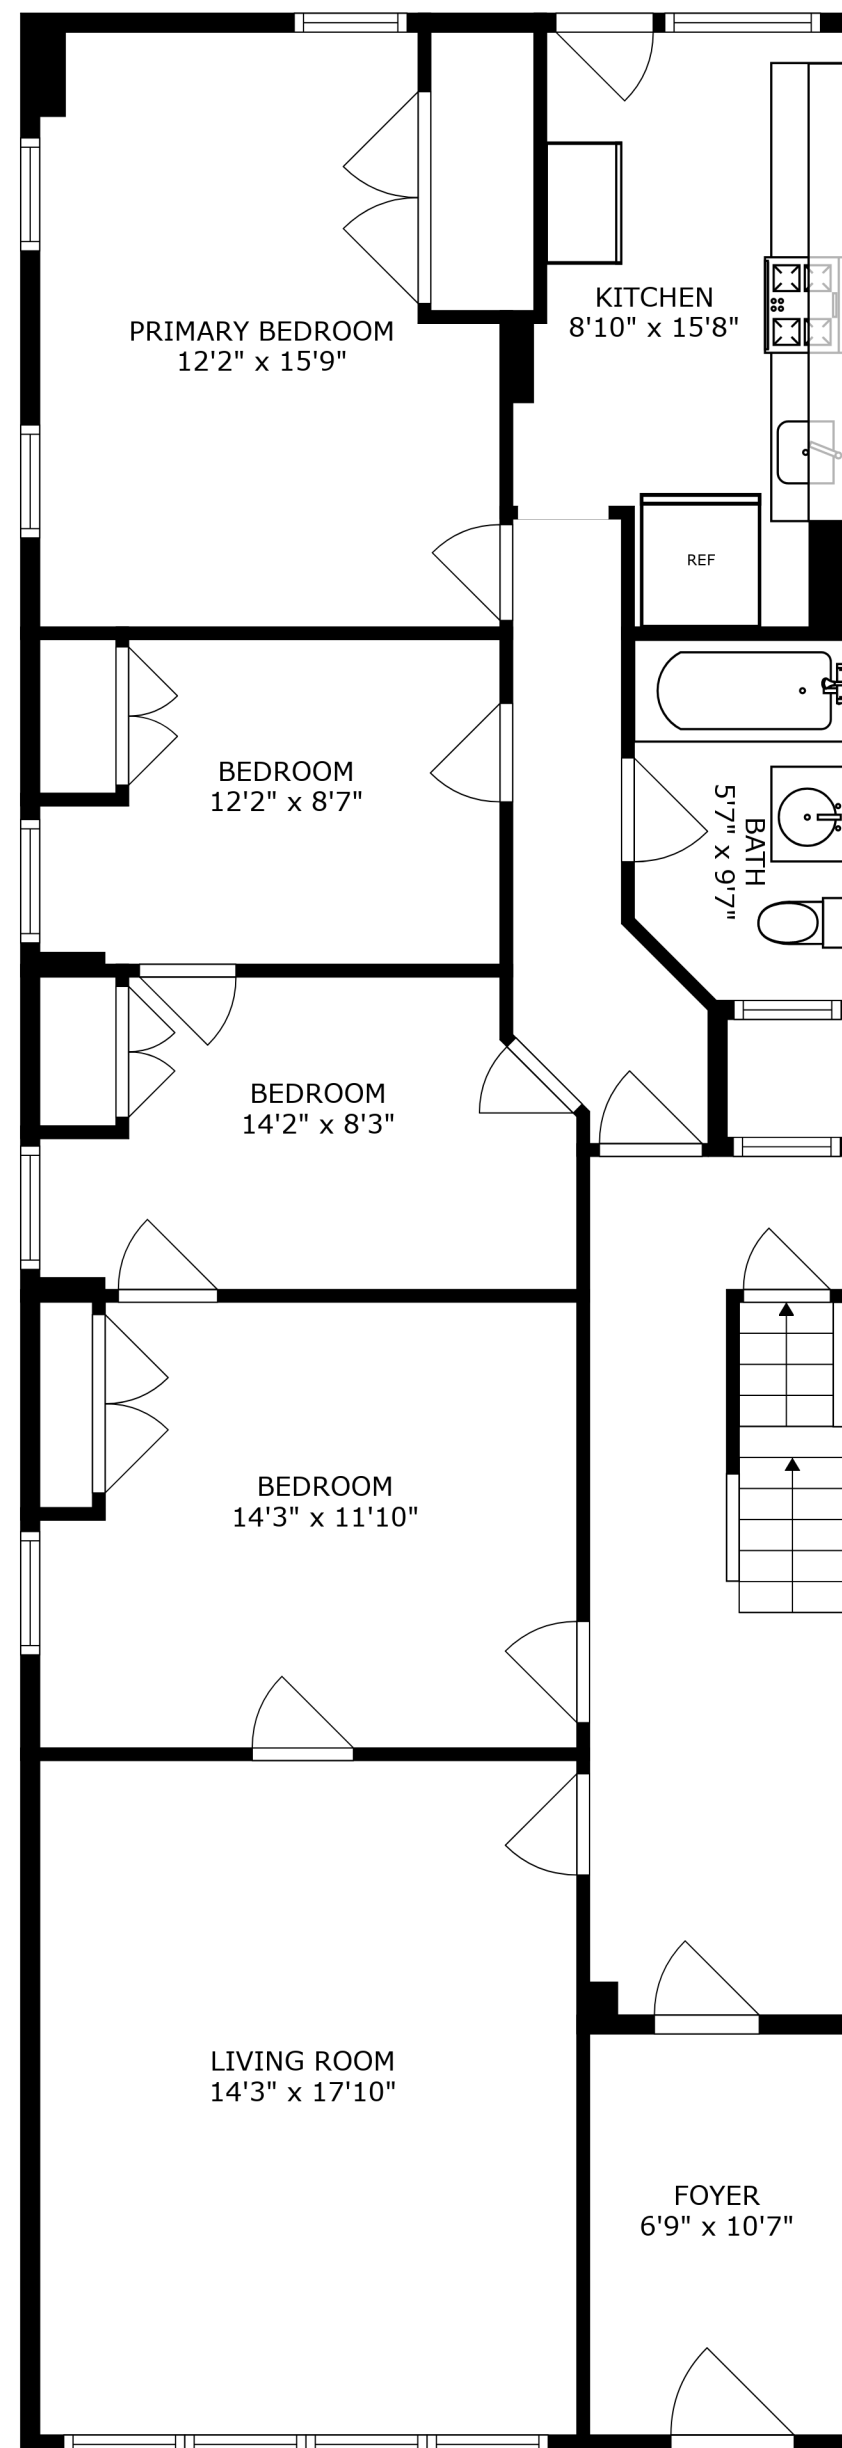 KITCHEN
8'10" x 15'8"
PRIMARY BEDROOM
12'2" x 15'9"
REF
BEDROOM
12'2" x 8'7"
BATH
5'7" x 9'7"
BEDROOM
14'2" x 8'3"
BEDROOM
14'3" x 11'10"
LIVING ROOM
14'3" x 17'10"
FOYER
6'9" x 10'7"